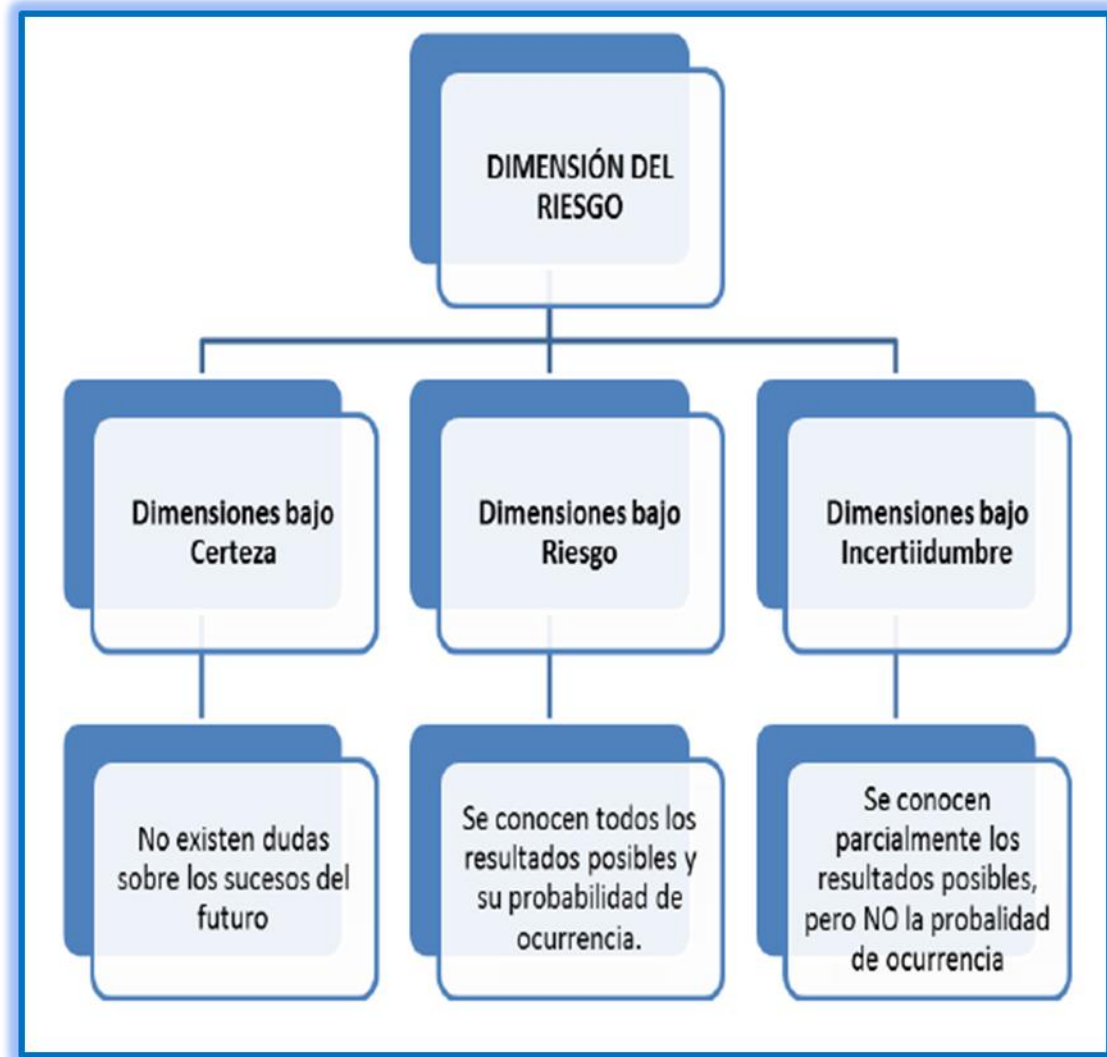 DIMENSIÓN DEL
RIESGO
Dimensiones bajo
Certeza
Dimensiones bajo
Riesgo
Dimensiones bajo
Incertiidumbre
No existen dudas
sobre los sucesos del
futuro
Se conocen todos los
resultados posibles y
su probabilidad de
ocurrencia.
Se conocen
parcialmente los
resultados posibles,
pero NO la probalidad
de ocurrencia